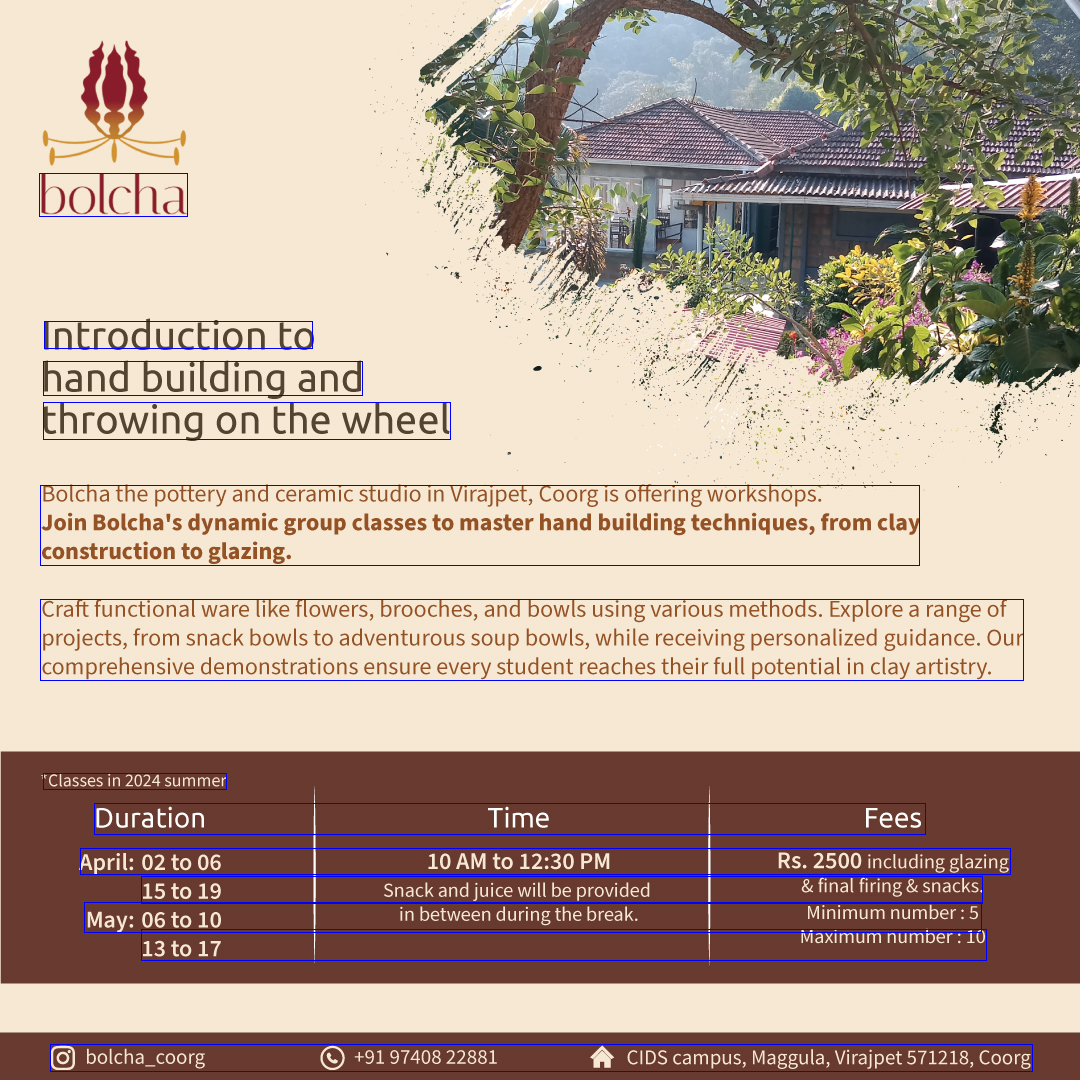 bolcha
Introduction to
hand building and
throwing on the wheel
Bolcha the pottery and ceramic studio in Virajpet, Coorg is offering workshops.
Join Bolcha's dynamic group classes to master hand building techniques, from clay
construction to glazing.
Craft functional ware like flowers, brooches, and bowls using various methods. Explore a range of
projects, from snack bowls to adventurous soup bowls, while receiving personalized guidance. Our
comprehensive demonstrations ensure every student reaches their full potential in clay artistry.
*Classes in 2024 summer
Duration Time Fees
April: 02 to 06 10 AM to 12:30 PM Rs. 2500 including glazing
15 to 19 Snack and juice will be provided & final firing & snacks.
May: 06 to 10 in between during the break. Minimum number : 5
13 to 17 Maximum number : 10
bolcha_coorg +91 97408 22881 CIDS campus, Maggula, Virajpet 571218, Coorg